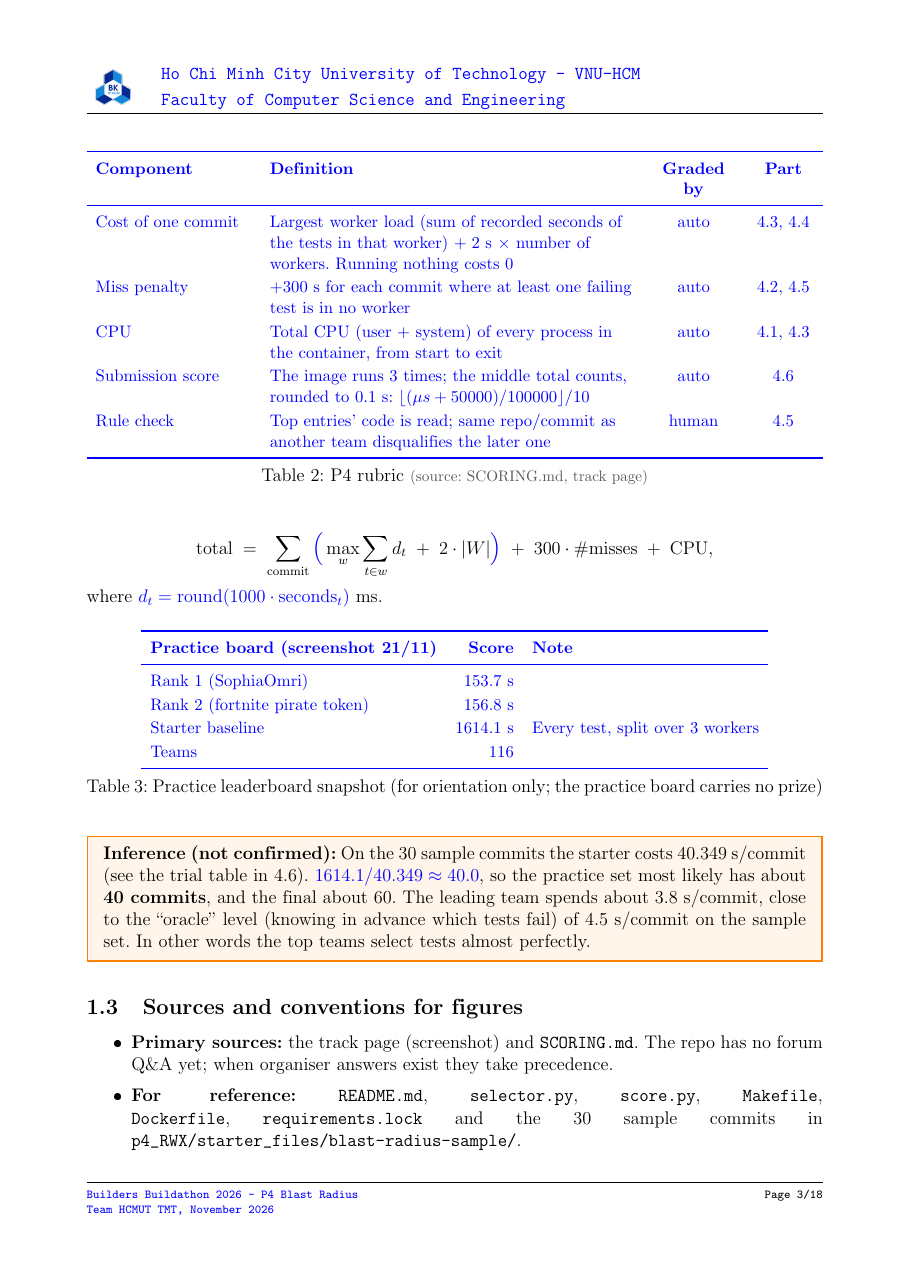 BK
Ho Chi Minh City University of Technology - VNU-HCM
Faculty of Computer Science and Engineering
Component Definition Graded by Part
Cost of one commit Largest worker load (sum of recorded seconds of auto 4.3, 4.4
the tests in that worker) + 2 s × number of
workers. Running nothing costs 0
Miss penalty +300 s for each commit where at least one failing auto 4.2, 4.5
test is in no worker
CPU Total CPU (user + system) of every process in auto 4.1, 4.3
the container, from start to exit
Submission score The image runs 3 times; the middle total counts, auto 4.6
rounded to 0.1 s: ⌊(μs + 50000)/100000⌋/10
Rule check Top entries’ code is read; same repo/commit as human 4.5
another team disqualifies the later one
Table 2: P4 rubric (source: SCORING.md, track page)
total = ∑ commit ( max w ∑ t∈w d_t + 2 · |W| ) + 300 · #misses + CPU,
where d_t = round(1000 · seconds_t) ms.
Practice board (screenshot 21/11) Score Note
Rank 1 (SophiaOmri) 153.7 s
Rank 2 (fortnite pirate token) 156.8 s
Starter baseline 1614.1 s Every test, split over 3 workers
Teams 116
Table 3: Practice leaderboard snapshot (for orientation only; the practice board carries no prize)
Inference (not confirmed): On the 30 sample commits the starter costs 40.349 s/commit
(see the trial table in 4.6). 1614.1/40.349 ≈ 40.0, so the practice set most likely has about
40 commits, and the final about 60. The leading team spends about 3.8 s/commit, close
to the “oracle” level (knowing in advance which tests fail) of 4.5 s/commit on the sample
set. In other words the top teams select tests almost perfectly.
1.3 Sources and conventions for figures
• Primary sources: the track page (screenshot) and SCORING.md. The repo has no forum
Q&A yet; when organiser answers exist they take precedence.
• For reference: README.md, selector.py, score.py, Makefile,
Dockerfile, requirements.lock and the 30 sample commits in
p4_RWX/starter_files/blast-radius-sample/.
Builders Buildathon 2026 - P4 Blast Radius Page 3/18
Team HCMUT TMT, November 2026